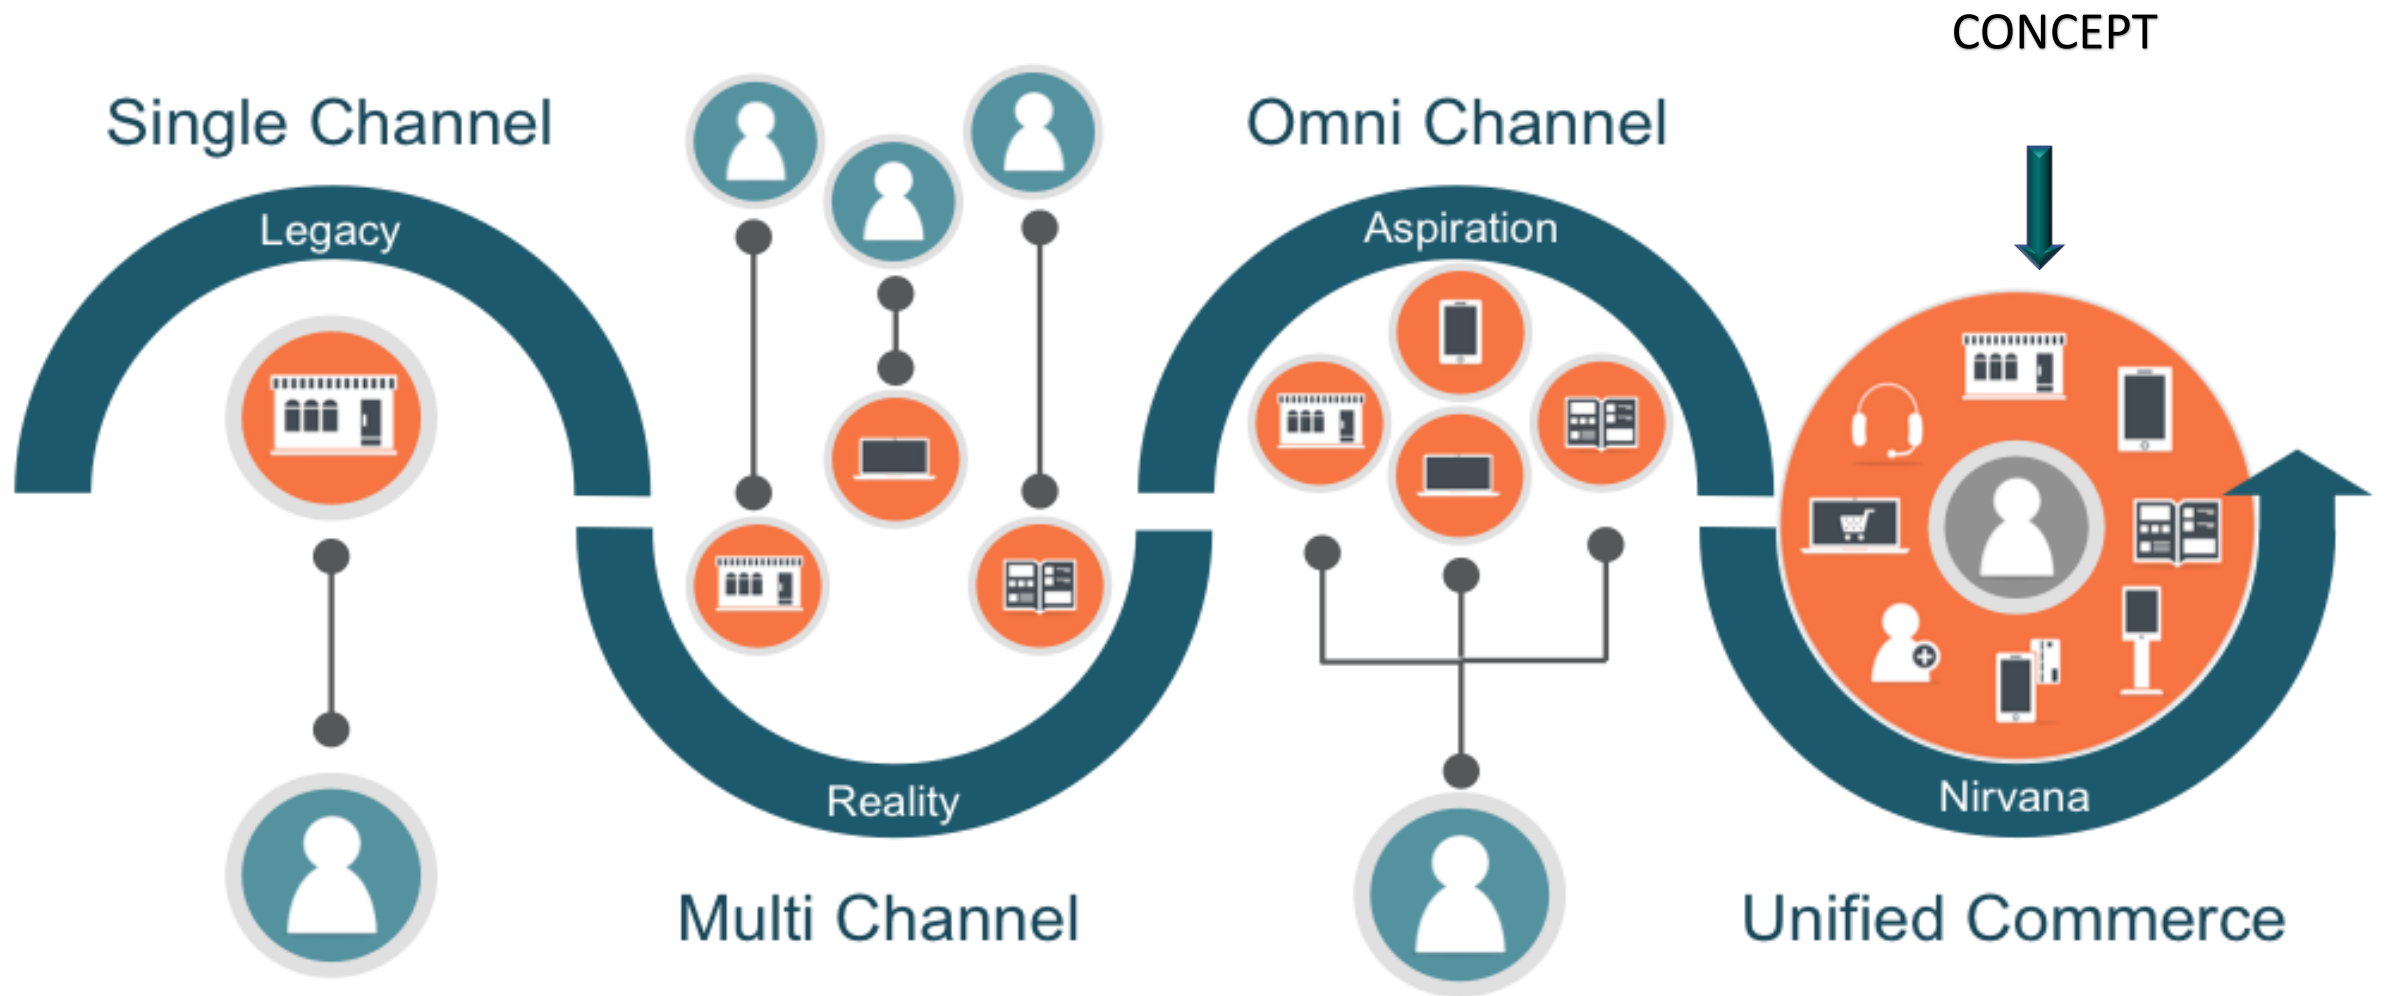 CONCEPT
Single Channel
Omni Channel
Legacy
Aspiration
Reality
Nirvana
Multi Channel
Unified Commerce